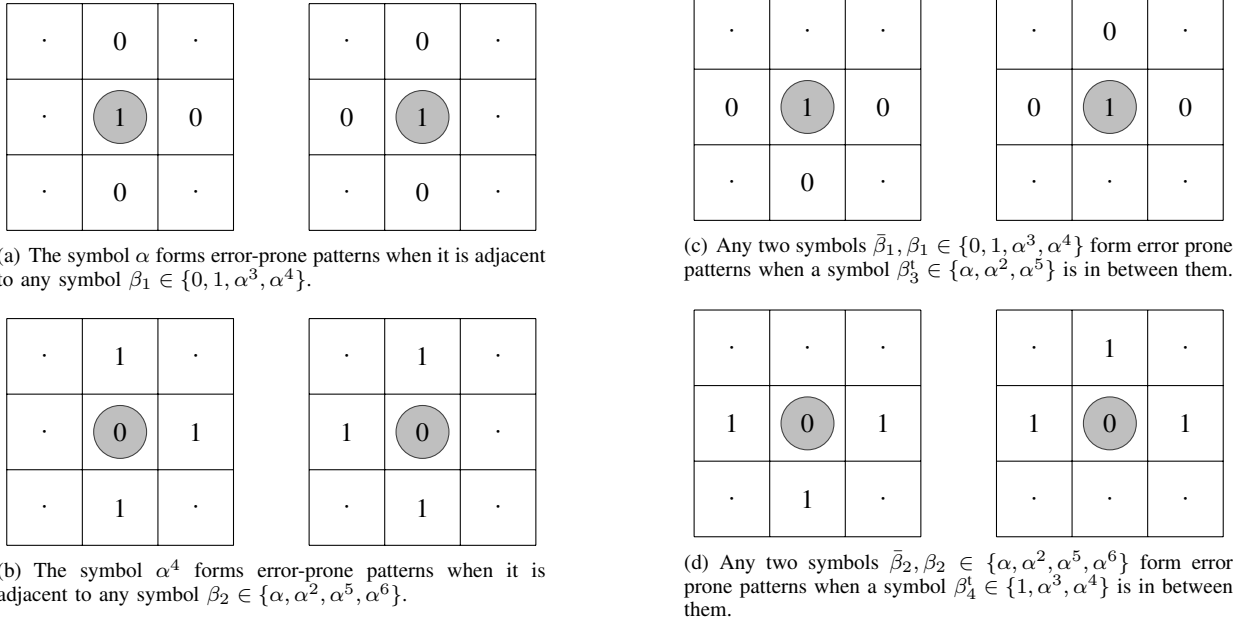 · 0 ·
· 1 0
· 0 ·
· 0 ·
0 1 ·
· 0 ·
(a) The symbol α forms error-prone patterns when it is adjacent
to any symbol β₁ ∈ {0, 1, α³, α⁴}.
· 1 ·
· 0 1
· 1 ·
· 1 ·
1 0 ·
· 1 ·
(b) The symbol α⁴ forms error-prone patterns when it is
adjacent to any symbol β₂ ∈ {α, α², α⁵, α⁶}.
· · ·
0 1 0
· 0 ·
· 0 ·
0 1 0
· · ·
(c) Any two symbols β̄₁, β₁ ∈ {0, 1, α³, α⁴} form error prone
patterns when a symbol β₃ᵗ ∈ {α, α², α⁵} is in between them.
· · ·
1 0 1
· 1 ·
· 1 ·
1 0 1
· · ·
(d) Any two symbols β̄₂, β₂ ∈ {α, α², α⁵, α⁶} form error
prone patterns when a symbol β₄ᵗ ∈ {1, α³, α⁴} is in between
them.